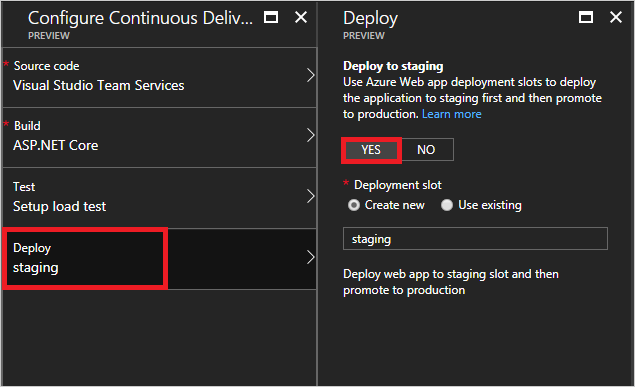 Configure Continuous Deliv...
PREVIEW
* Source code
Visual Studio Team Services
* Build
ASP.NET Core
Test
Setup load test
Deploy
staging
Deploy
PREVIEW
Deploy to staging
Use Azure Web app deployment slots to deploy
the application to staging first and then promote
to production. Learn more
YES NO
* Deployment slot
Create new Use existing
staging
Deploy web app to staging slot and then
promote to production